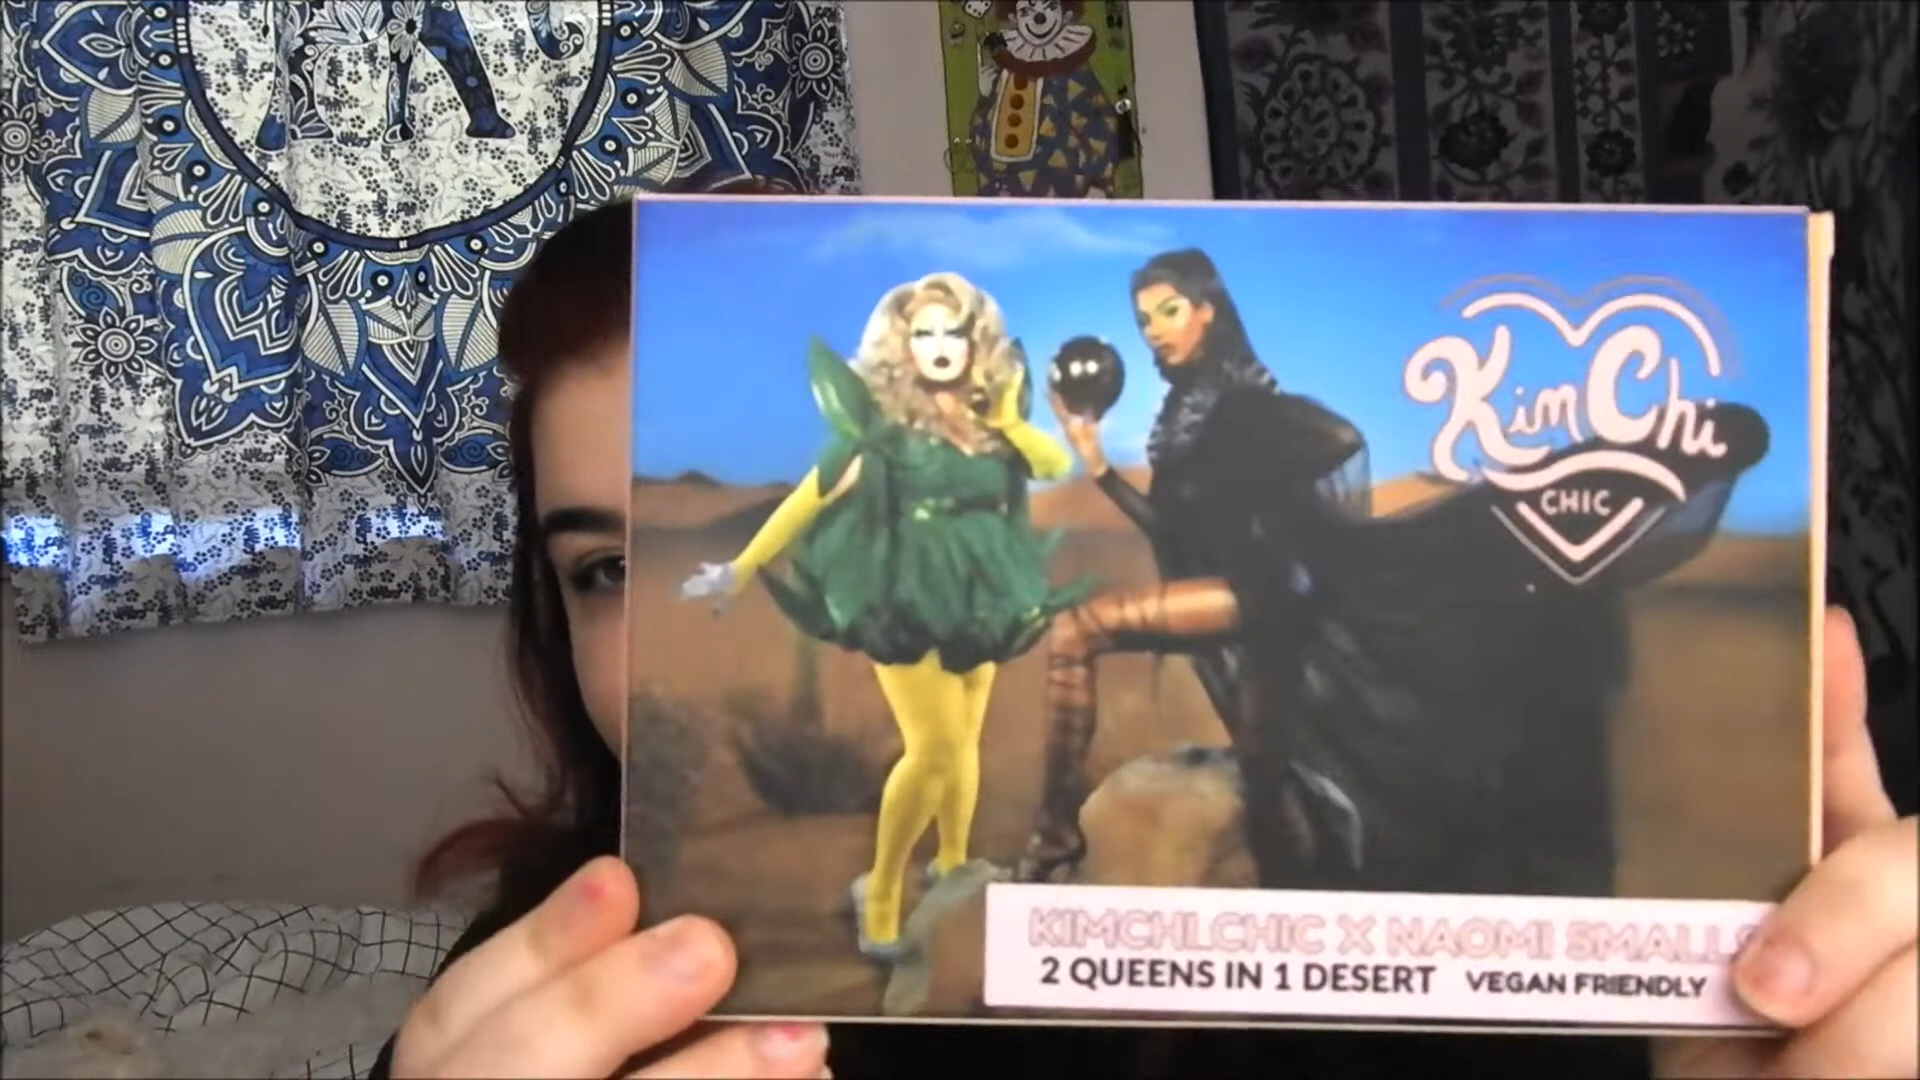 KimChi
CHIC
KIMCHI.CHIC X NAOMI SMALLS
2 QUEENS IN 1 DESERT VEGAN FRIENDLY